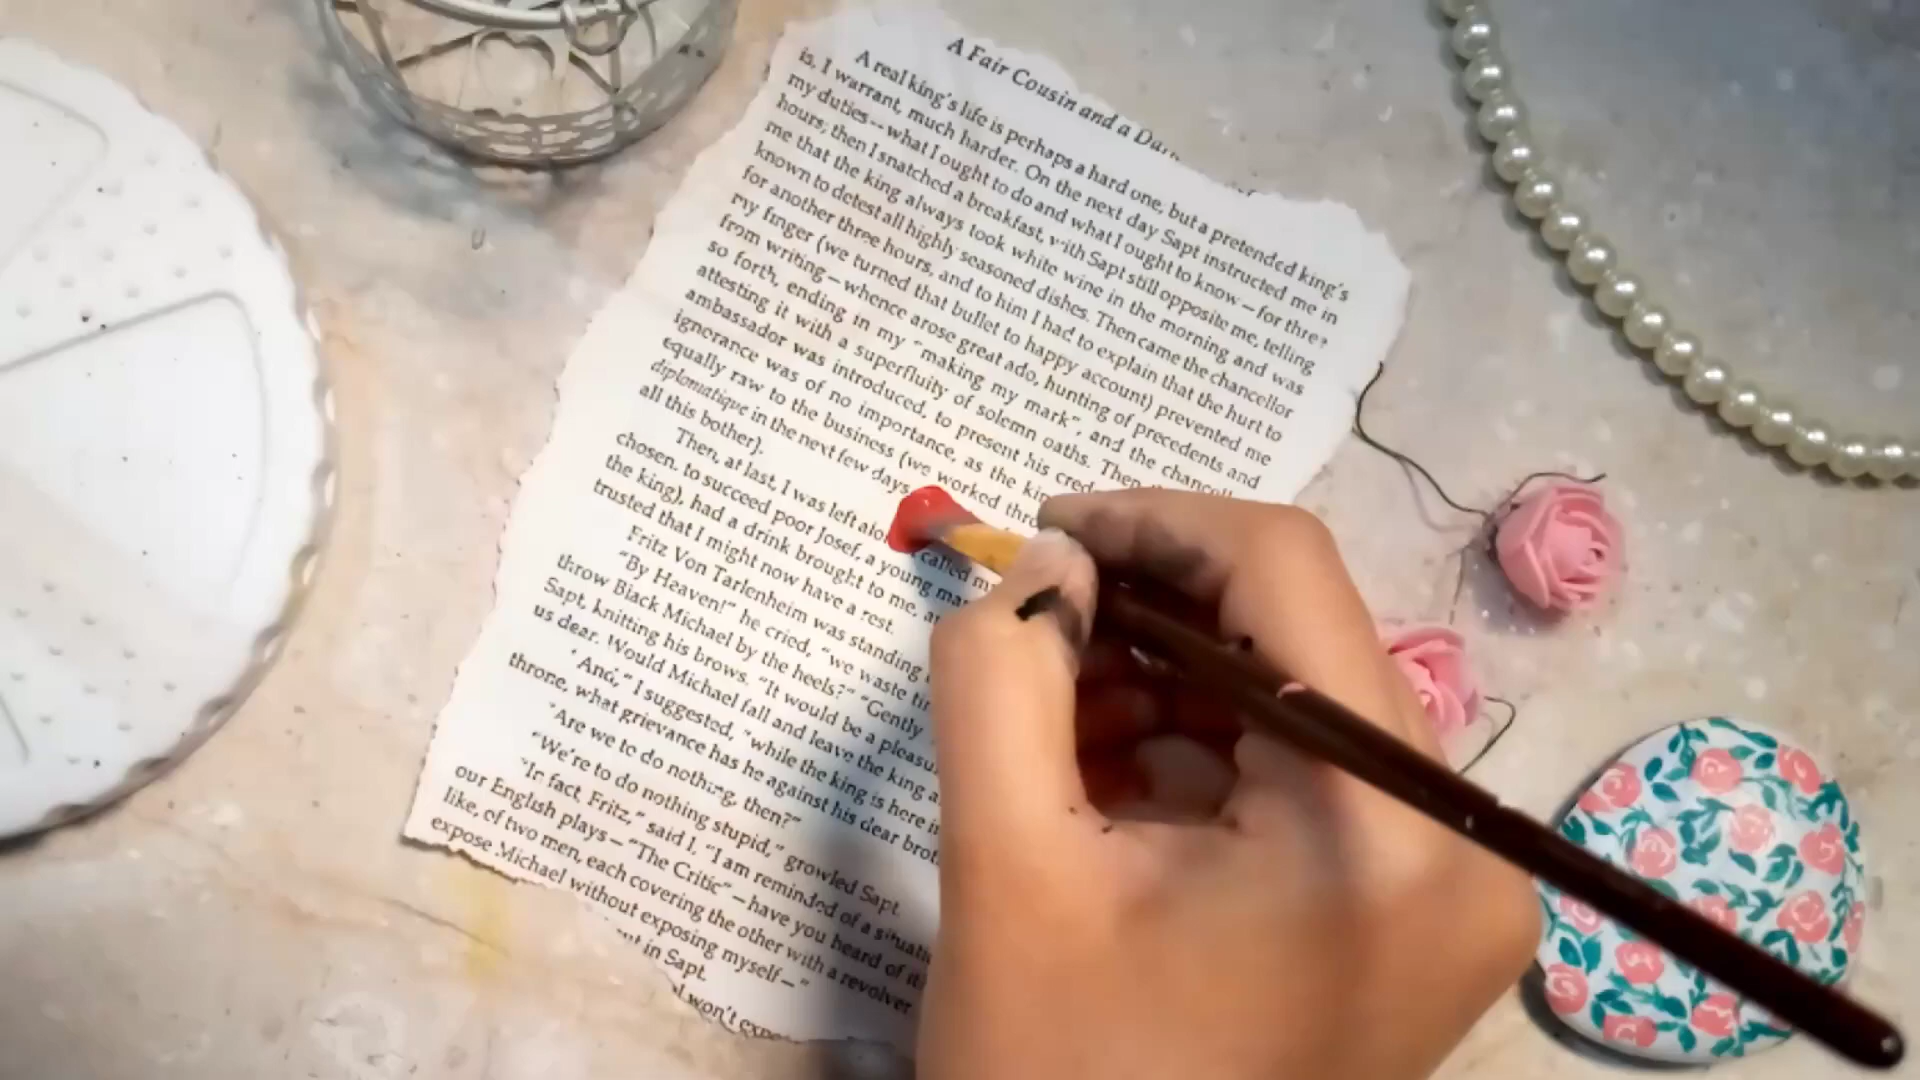 A Fair Cousin and a Dark
A real king's life is perhaps a hard one, but a pretended king's
is, I warrant, much harder. On the next day Sapt instructed me in
my duties--what I ought to do and what I ought to know—for three
hours; then I snatched a breakfast, with Sapt still opposite me, telling
me that the king always took white wine in the morning and was
known to detest all highly seasoned dishes. Then came the chancellor
for another three hours, and to him I had to explain that the hurt to
my finger (we turned that bullet to happy account) prevented me
from writing—whence arose great ado, hunting of precedents and
so forth, ending in my "making my mark", and the chancell
attesting it with a superfluity of solemn oaths. Then
ambassador was introduced, to present his cred
ignorance was of no importance, as the kin
equally raw to the business (we worked thro
diplomatique in the next few days
all this bother).
Then, at last, I was left alo called m
chosen, to succeed poor Josef, a young man
the king), had a drink brought to me, a
trusted that I might now have a rest.
Fritz Von Tarlenheim was standing
"By Heaven!" he cried, "we waste ti
throw Black Michael by the heels?" "Gently
Sapt, knitting his brows. "It would be a pleasu
us dear. Would Michael fall and leave the king a
"And," I suggested, "while the king is here i
throne, what grievance has he against his dear brot
"Are we to do nothing, then?"
"We're to do nothing stupid," growled Sapt.
"In fact, Fritz," said I, "I am reminded of a situati
our English plays—"The Critic"—have you heard of it
like, of two men, each covering the other with a revolver
expose Michael without exposing myself—"
in Sapt.
I won't expo